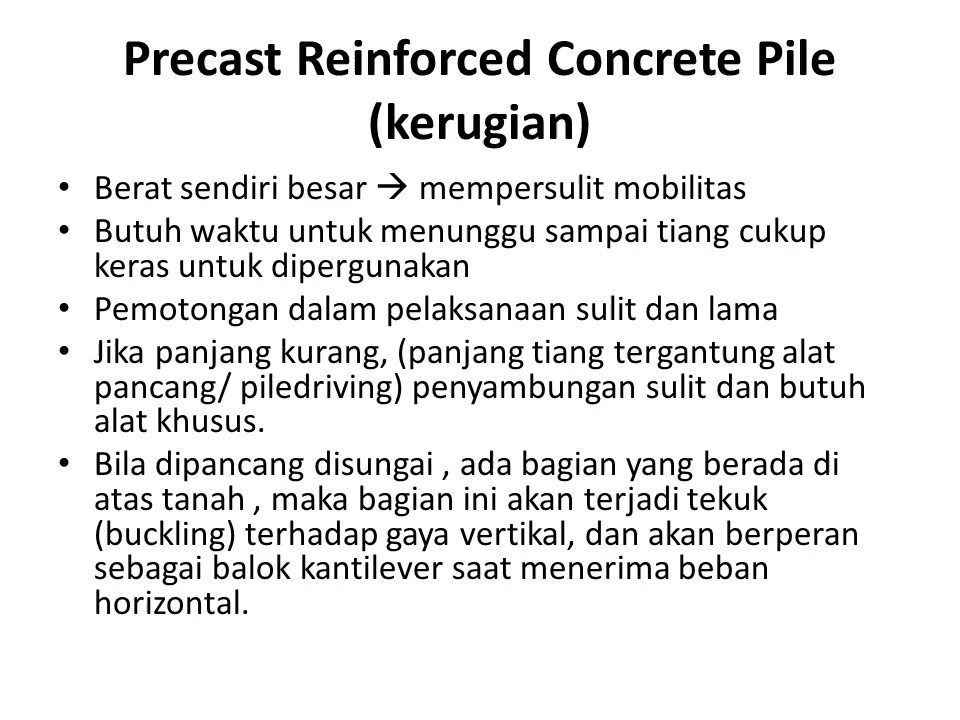 Precast Reinforced Concrete Pile
(kerugian)
• Berat sendiri besar → mempersulit mobilitas
• Butuh waktu untuk menunggu sampai tiang cukup
keras untuk dipergunakan
• Pemotongan dalam pelaksanaan sulit dan lama
• Jika panjang kurang, (panjang tiang tergantung alat
pancang/ piledriving) penyambungan sulit dan butuh
alat khusus.
• Bila dipancang disungai , ada bagian yang berada di
atas tanah , maka bagian ini akan terjadi tekuk
(buckling) terhadap gaya vertikal, dan akan berperan
sebagai balok kantilever saat menerima beban
horizontal.